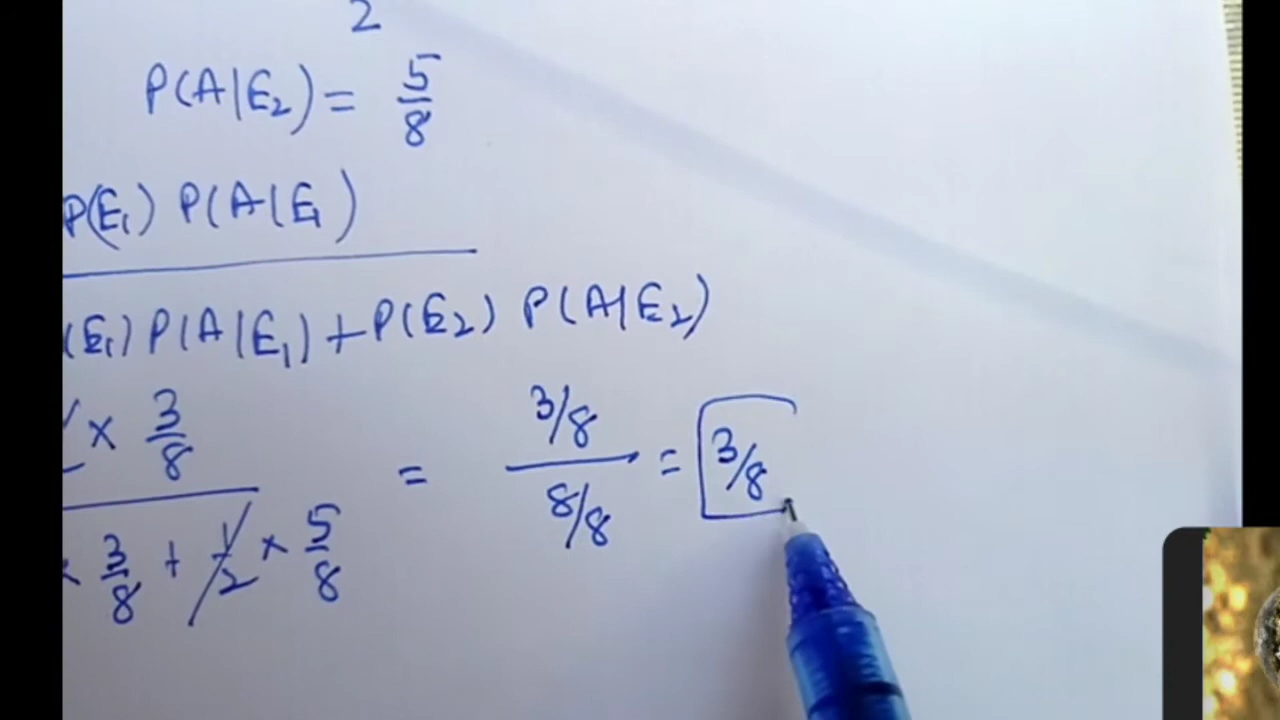 2
P(A|E₂) = 5/8
P(E₁) P(A|E₁)
(E₁) P(A|E₁) + P(E₂) P(A|E₂)
× 3/8 = 3/8 / 8/8 = 3/8
× 3/8 + 1/2 × 5/8